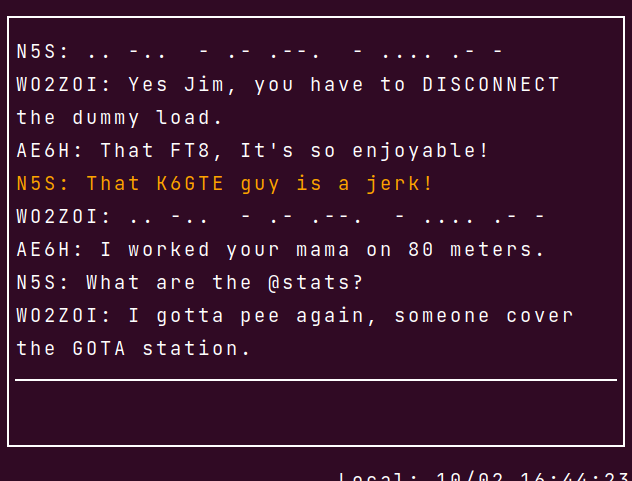 N5S: .. -..  - .- .--.  - .... .- -
WO2ZOI: Yes Jim, you have to DISCONNECT
the dummy load.
AE6H: That FT8, It's so enjoyable!
N5S: That K6GTE guy is a jerk!
WO2ZOI: .. -..  - .- .--.  - .... .- -
AE6H: I worked your mama on 80 meters.
N5S: What are the @stats?
WO2ZOI: I gotta pee again, someone cover
the GOTA station.
Local: 10/02 16:44:23